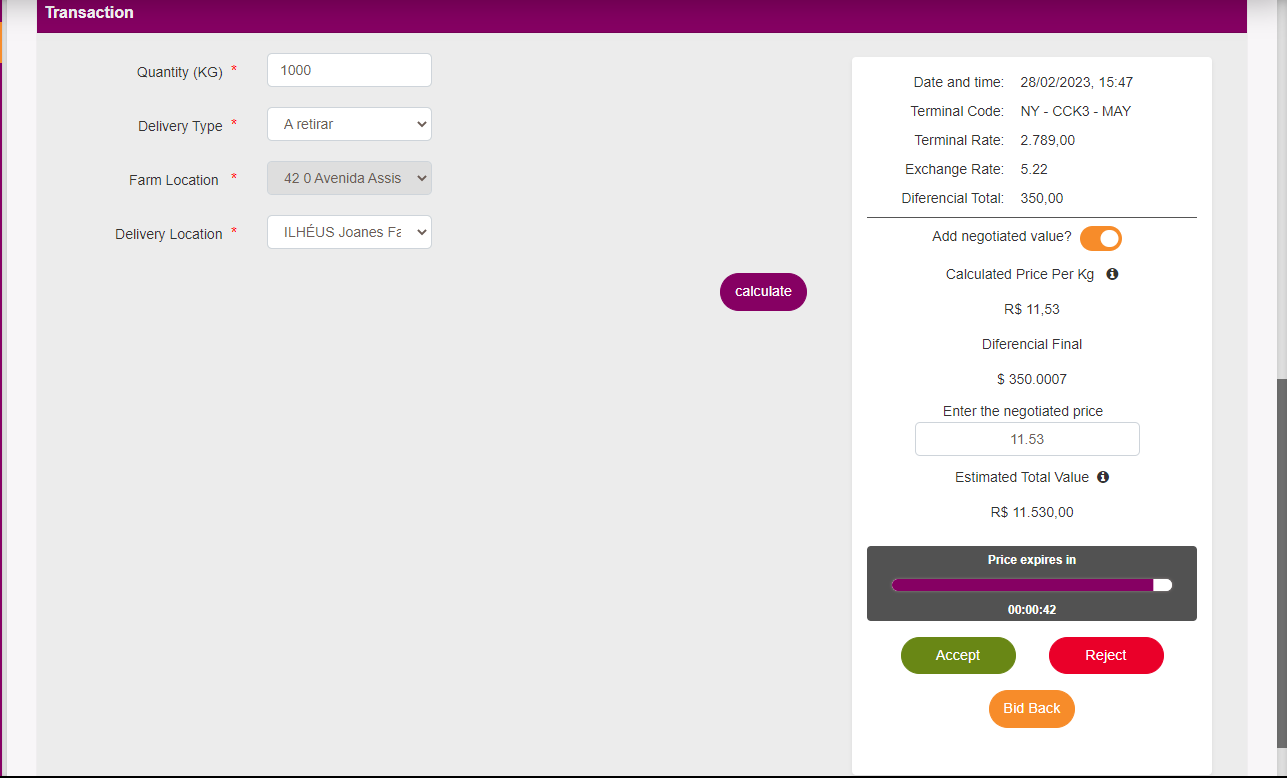 Transaction
Quantity (KG) *
1000
Delivery Type *
A retirar
Farm Location *
42 0 Avenida Assis
Delivery Location *
ILHÉUS Joanes Fa
calculate
Date and time: 28/02/2023, 15:47
Terminal Code: NY - CCK3 - MAY
Terminal Rate: 2.789,00
Exchange Rate: 5.22
Diferencial Total: 350,00
Add negotiated value?
Calculated Price Per Kg
R$ 11,53
Diferencial Final
$ 350.0007
Enter the negotiated price
11.53
Estimated Total Value
R$ 11.530,00
Price expires in
00:00:42
Accept
Reject
Bid Back